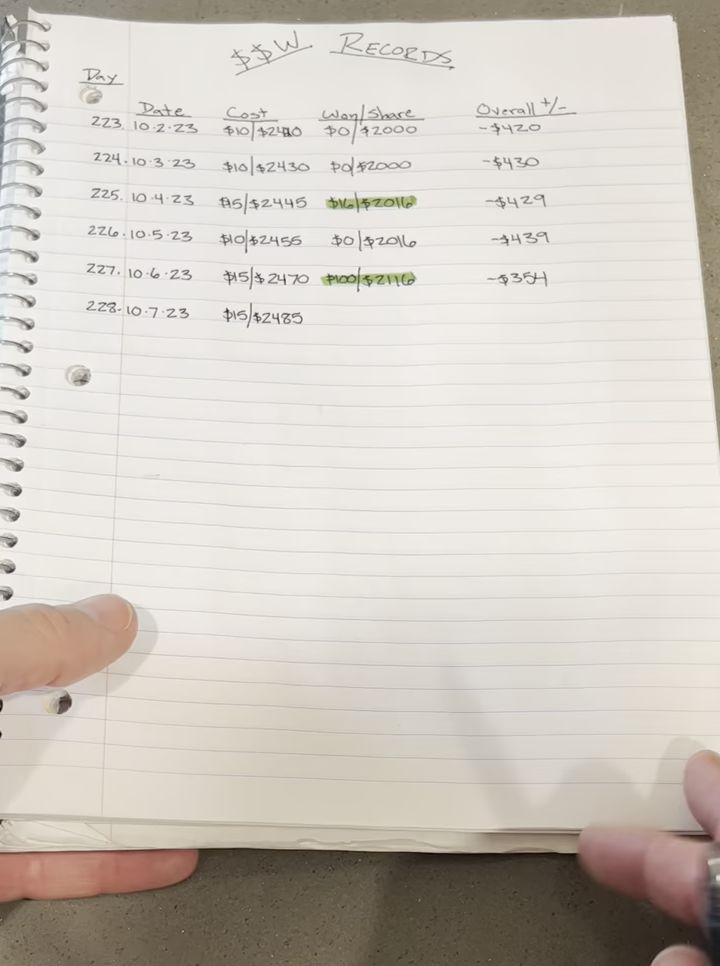 $$W RECORDS
Day
Date Cost Won/Share Overall +/-
223. 10.2.23 $10/$2420 $0/$2000 -$420
224. 10.3.23 $10/$2430 $0/$2000 -$430
225. 10.4.23 $15/$2445 $16/$2016 -$429
226. 10.5.23 $10/$2455 $0/$2016 -$439
227. 10.6.23 $15/$2470 $100/$2116 -$354
228. 10.7.23 $15/$2485